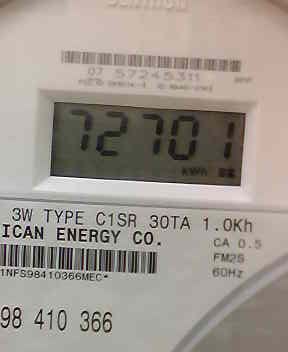 07 57245311
72701
kWh
3W TYPE C1SR 30TA 1.0Kh
ICAN ENERGY CO.
CA 0.5
FM2S
60Hz
1NFS98410366MEC*
98 410 366